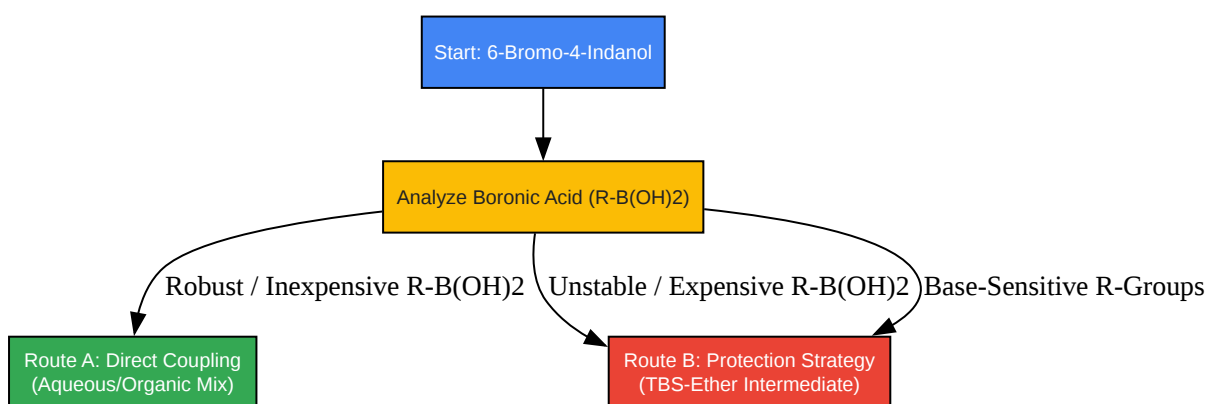 Start: 6-Bromo-4-Indanol
Analyze Boronic Acid (R-B(OH)2)
Robust / Inexpensive R-B(OH)2
Unstable / Expensive R-B(OH)2
Base-Sensitive R-Groups
Route A: Direct Coupling
(Aqueous/Organic Mix)
Route B: Protection Strategy
(TBS-Ether Intermediate)